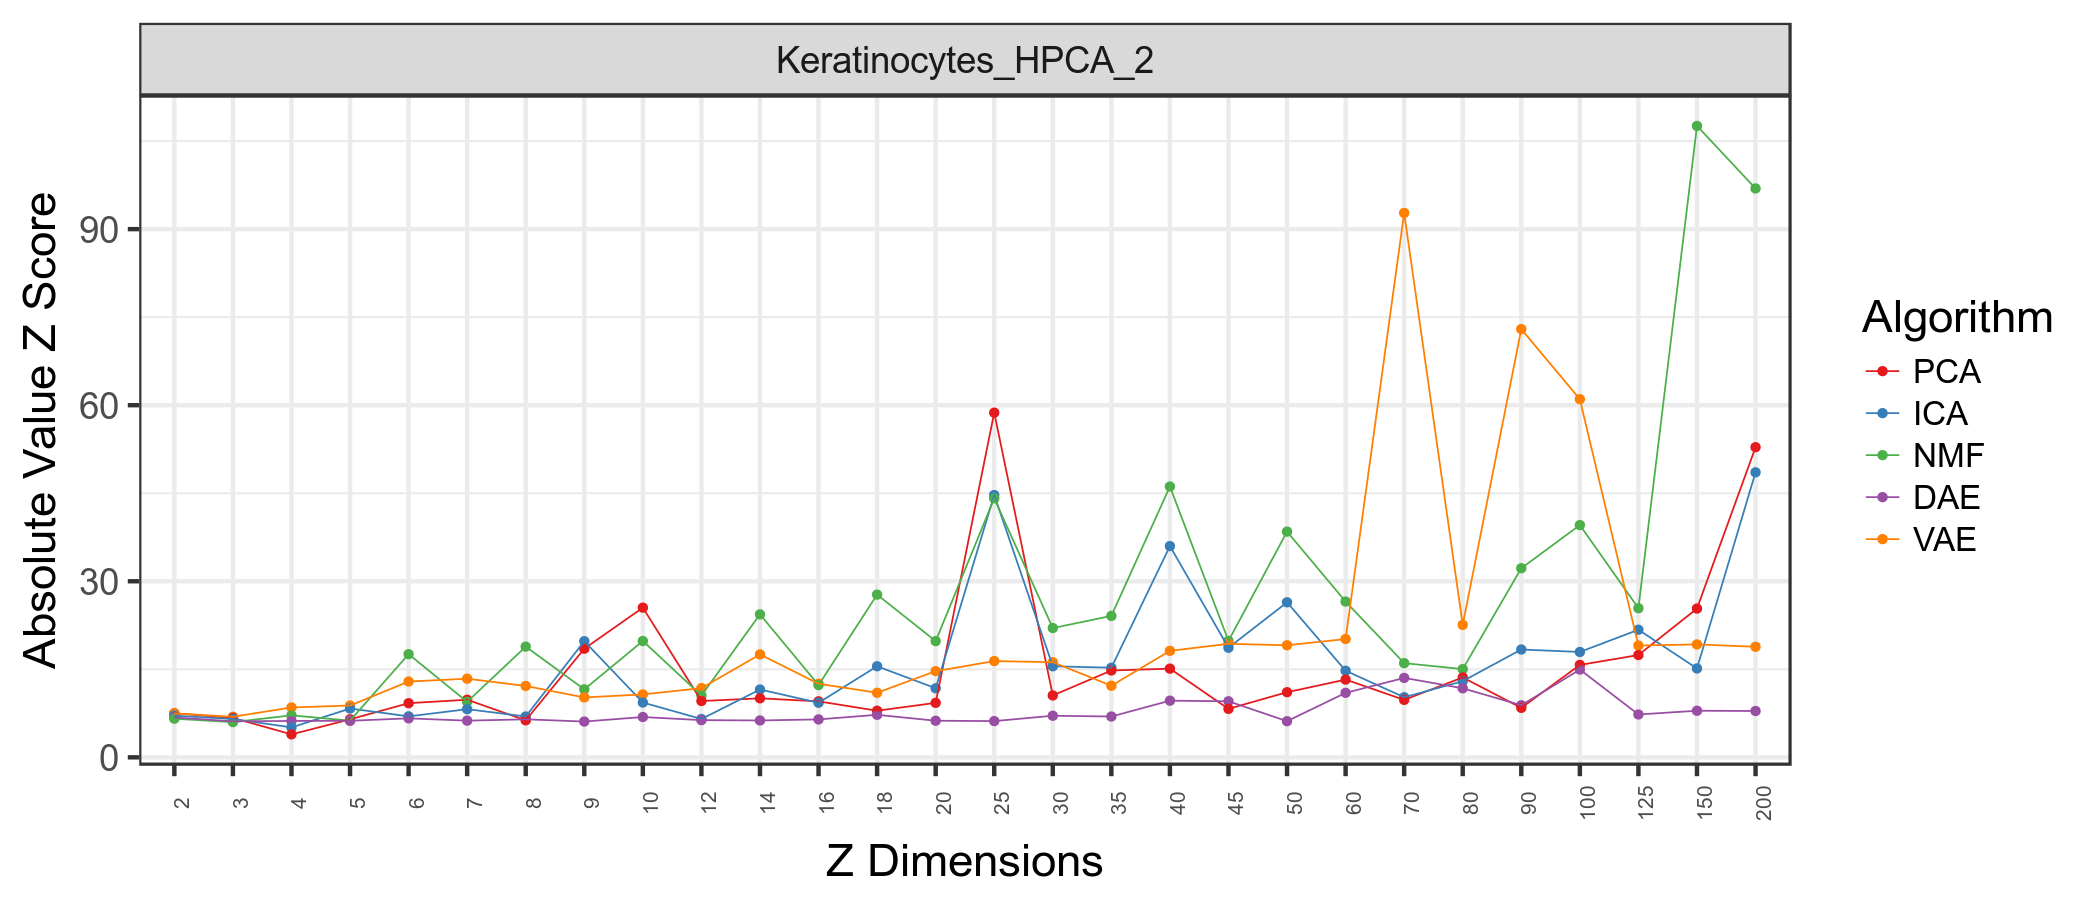 Keratinocytes_HPCA_2
Absolute Value Z Score
90
60
30
0
2 3 4 5 6 7 8 9 10 12 14 16 18 20 25 30 35 40 45 50 60 70 80 90 100 125 150 200
Z Dimensions
Algorithm
PCA
ICA
NMF
DAE
VAE